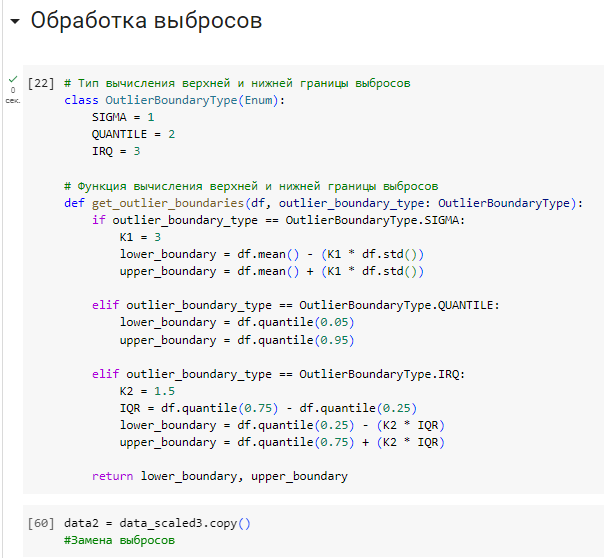 Обработка выбросов
[22] # Тип вычисления верхней и нижней границы выбросов
0
сек.
class OutlierBoundaryType(Enum):
SIGMA = 1
QUANTILE = 2
IRQ = 3
# Функция вычисления верхней и нижней границы выбросов
def get_outlier_boundaries(df, outlier_boundary_type: OutlierBoundaryType):
if outlier_boundary_type == OutlierBoundaryType.SIGMA:
K1 = 3
lower_boundary = df.mean() - (K1 * df.std())
upper_boundary = df.mean() + (K1 * df.std())
elif outlier_boundary_type == OutlierBoundaryType.QUANTILE:
lower_boundary = df.quantile(0.05)
upper_boundary = df.quantile(0.95)
elif outlier_boundary_type == OutlierBoundaryType.IRQ:
K2 = 1.5
IQR = df.quantile(0.75) - df.quantile(0.25)
lower_boundary = df.quantile(0.25) - (K2 * IQR)
upper_boundary = df.quantile(0.75) + (K2 * IQR)
return lower_boundary, upper_boundary
[60] data2 = data_scaled3.copy()
#Замена выбросов